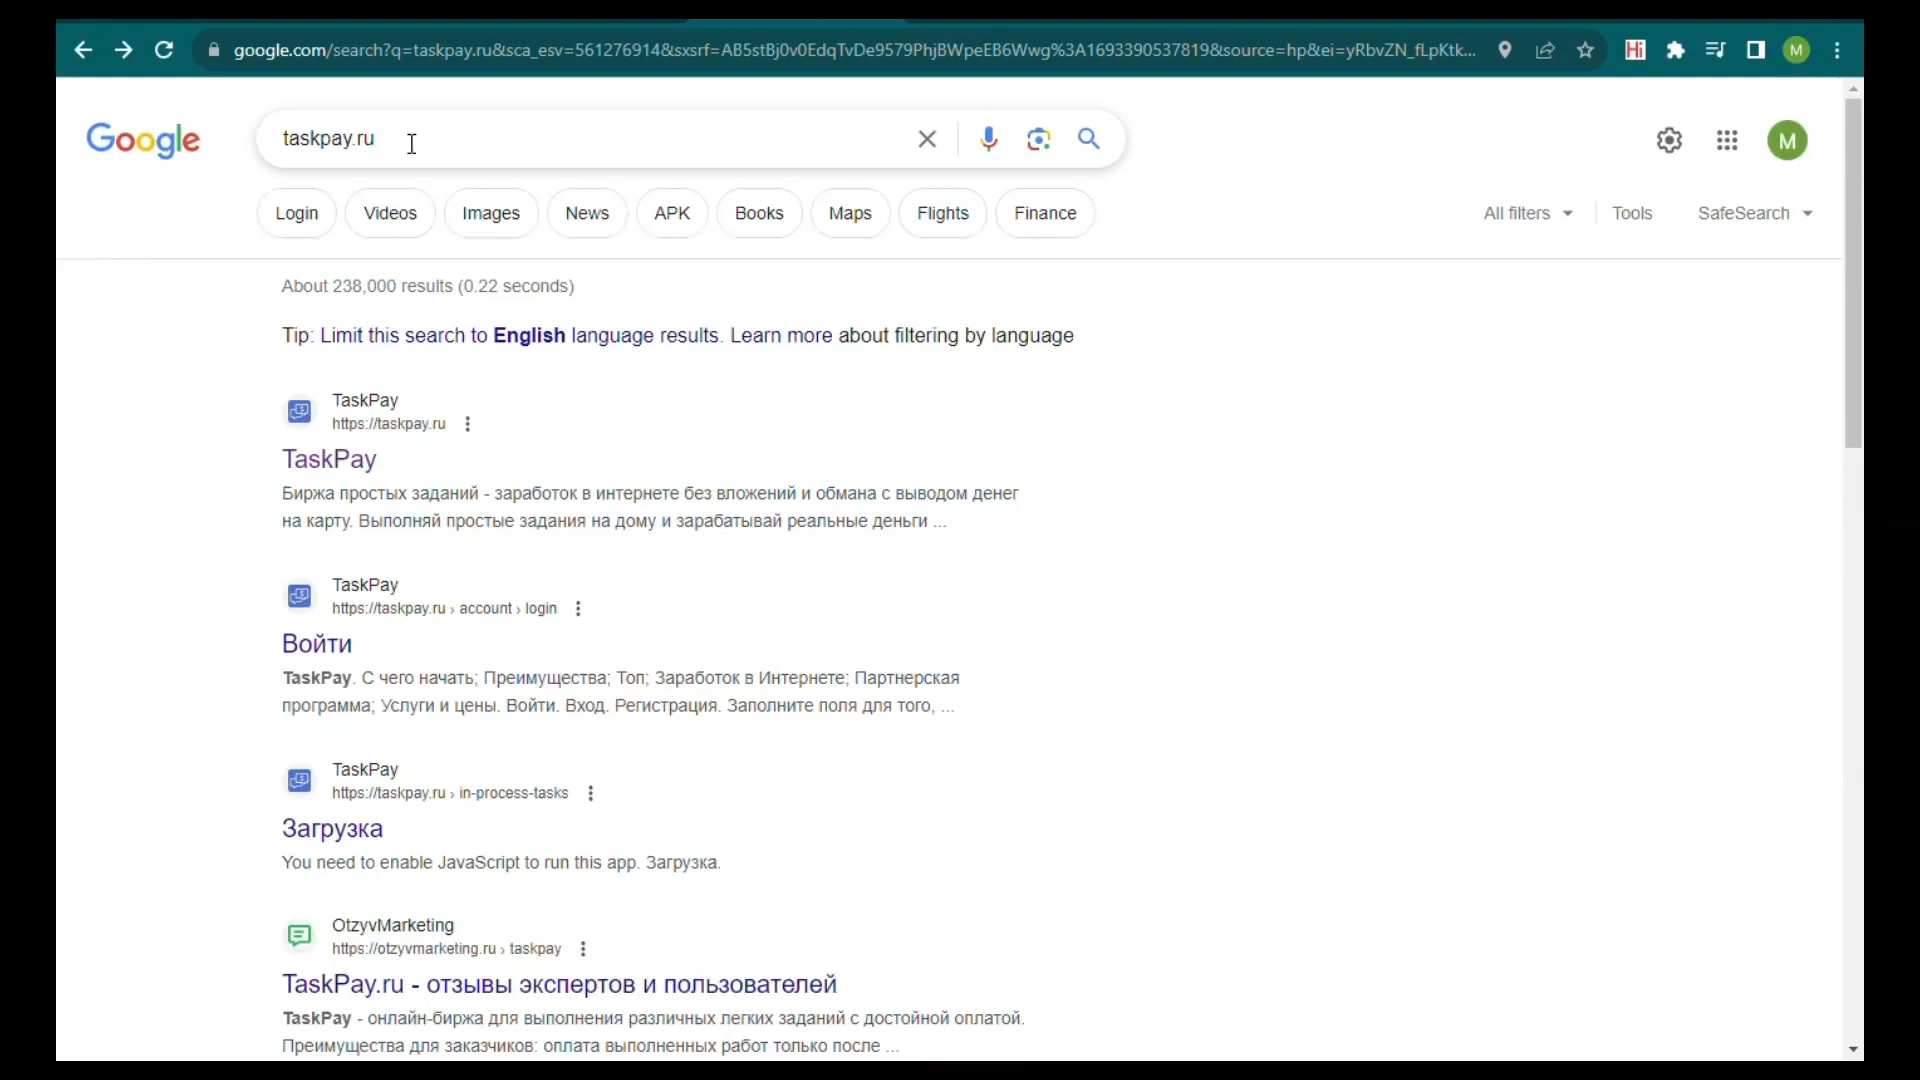 google.com/search?q=taskpay.ru&sca_esv=561276914&sxsrf=AB5stBj0v0EdqTvDe9579PhjBWpeEB6Wwg%3A1693390537819&source=hp&ei=yRbvZN_fLpKtk...
Hi
M
Google
taskpay.ru
M
Login Videos Images News APK Books Maps Flights Finance
All filters Tools SafeSearch
About 238,000 results (0.22 seconds)
Tip: Limit this search to English language results. Learn more about filtering by language
TaskPay
https://taskpay.ru
TaskPay
Биржа простых заданий - заработок в интернете без вложений и обмана с выводом денег
на карту. Выполняй простые задания на дому и зарабатывай реальные деньги ...
TaskPay
https://taskpay.ru › account › login
Войти
TaskPay. С чего начать; Преимущества; Топ; Заработок в Интернете; Партнерская
программа; Услуги и цены. Войти. Вход. Регистрация. Заполните поля для того, ...
TaskPay
https://taskpay.ru › in-process-tasks
Загрузка
You need to enable JavaScript to run this app. Загрузка.
OtzyvMarketing
https://otzyvmarketing.ru › taskpay
TaskPay.ru - отзывы экспертов и пользователей
TaskPay - онлайн-биржа для выполнения различных легких заданий с достойной оплатой.
Преимущества для заказчиков: оплата выполненных работ только после ...